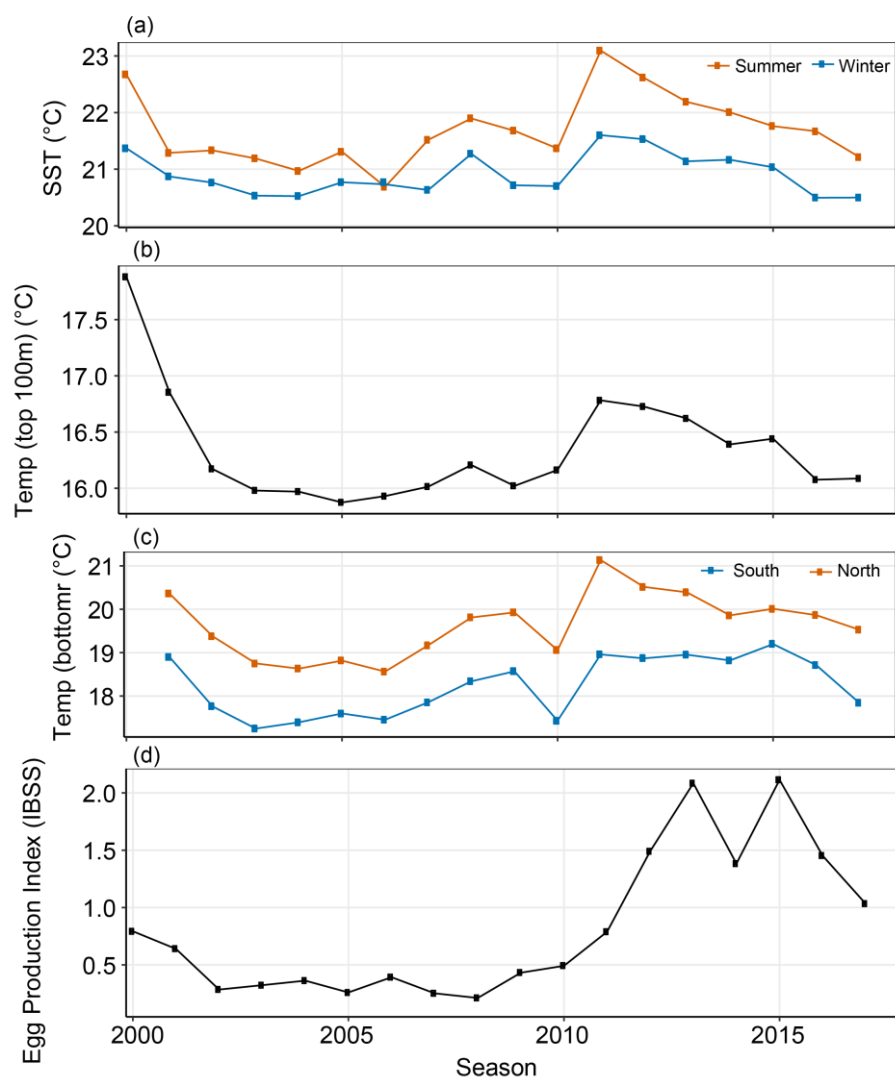 (a)
23
22
21
20
SST (°C)
Summer
Winter
(b)
17.5
17.0
16.5
16.0
Temp (top 100m) (°C)
(c)
21
20
19
18
Temp (bottomr (°C)
South
North
(d)
2.0
1.5
1.0
0.5
Egg Production Index (IBSS)
2000
2005
2010
2015
Season